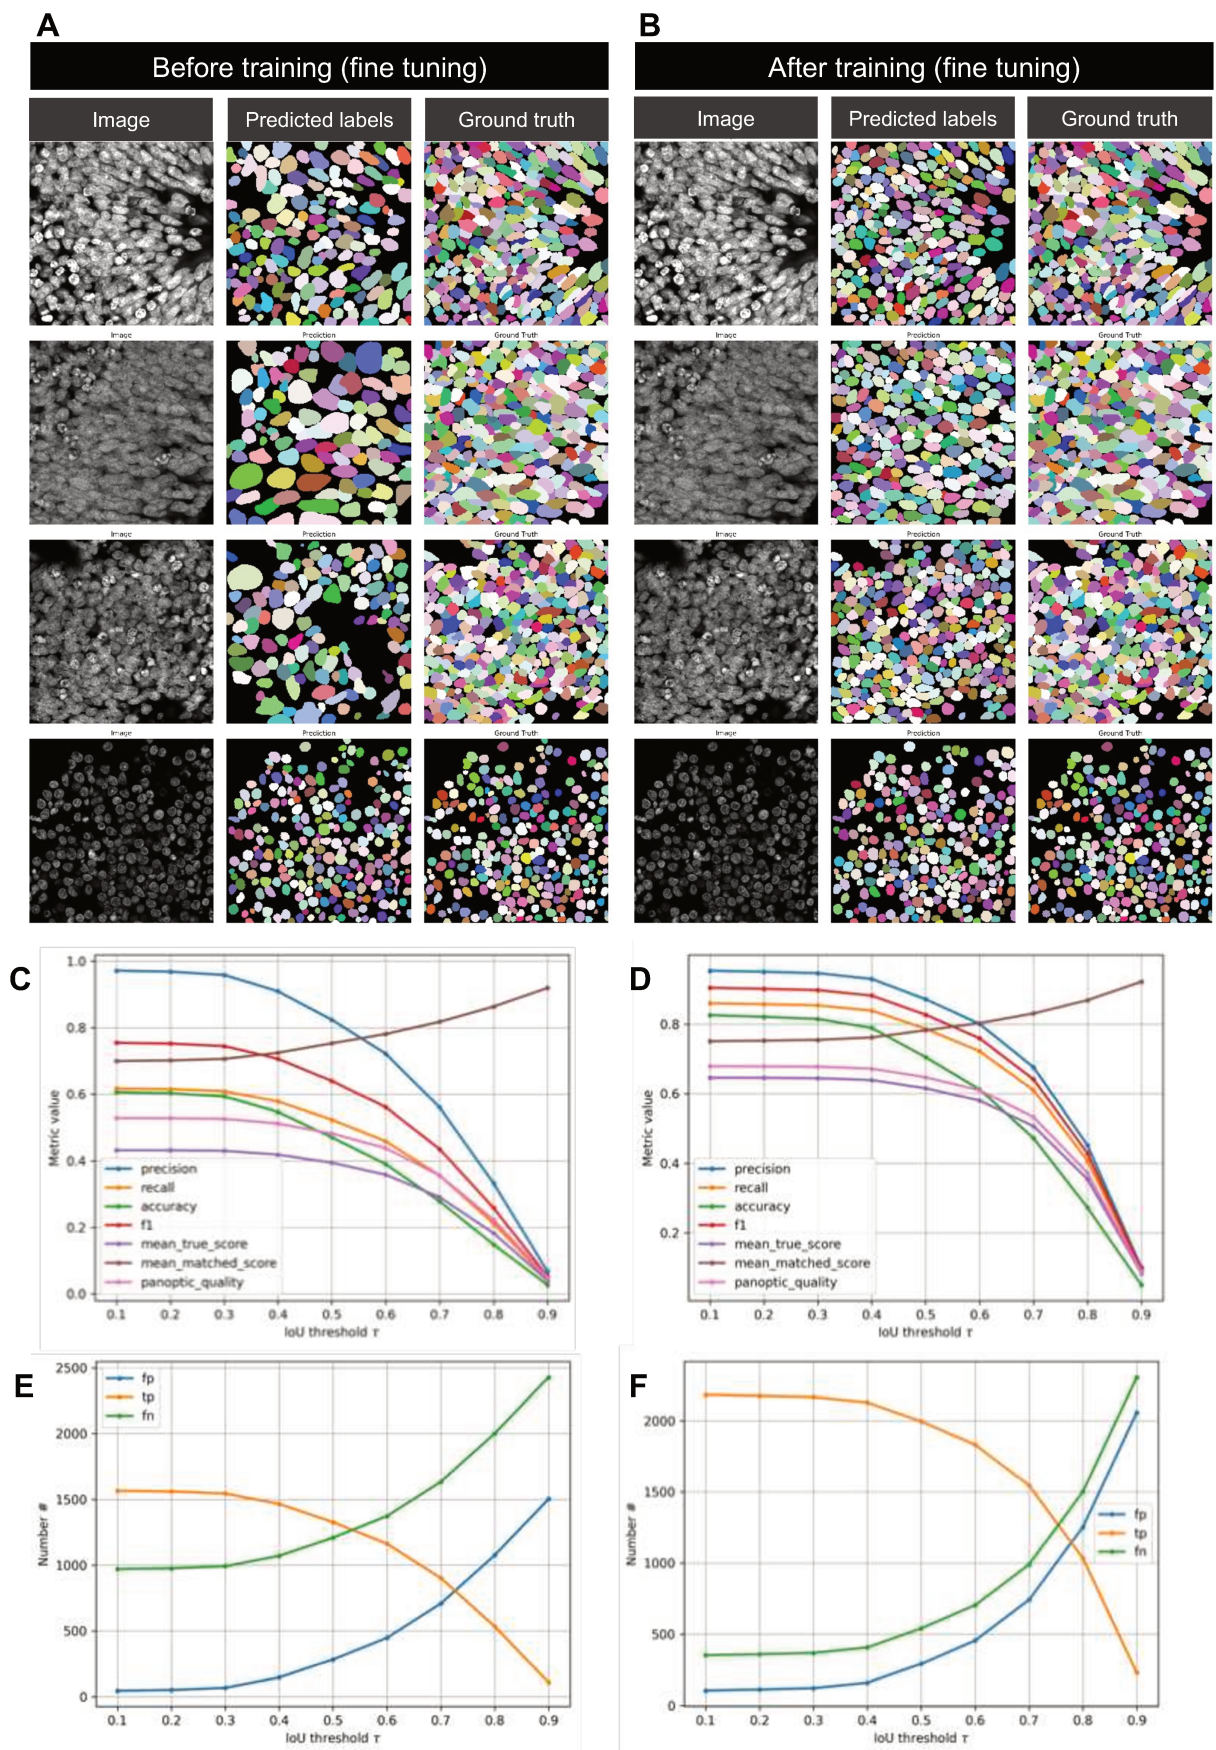 A
B
Before training (fine tuning)
After training (fine tuning)
Image
Predicted labels
Ground truth
Image
Predicted labels
Ground truth
Image
Prediction
Ground Truth
Image
Prediction
Ground Truth
Image
Prediction
Ground Truth
Image
Prediction
Ground Truth
Image
Prediction
Ground Truth
Image
Prediction
Ground Truth
C
1.0
0.8
0.6
0.4
0.2
0.0
Metric value
precision
recall
accuracy
f1
mean_true_score
mean_matched_score
panoptic_quality
0.1 0.2 0.3 0.4 0.5 0.6 0.7 0.8 0.9
IoU threshold τ
D
0.8
0.6
0.4
0.2
Metric value
precision
recall
accuracy
f1
mean_true_score
mean_matched_score
panoptic_quality
0.1 0.2 0.3 0.4 0.5 0.6 0.7 0.8 0.9
IoU threshold τ
E
2500
2000
1500
1000
500
0
Number #
fp
tp
fn
0.1 0.2 0.3 0.4 0.5 0.6 0.7 0.8 0.9
IoU threshold τ
F
2000
1500
1000
500
0
Number #
fp
tp
fn
0.1 0.2 0.3 0.4 0.5 0.6 0.7 0.8 0.9
IoU threshold τ